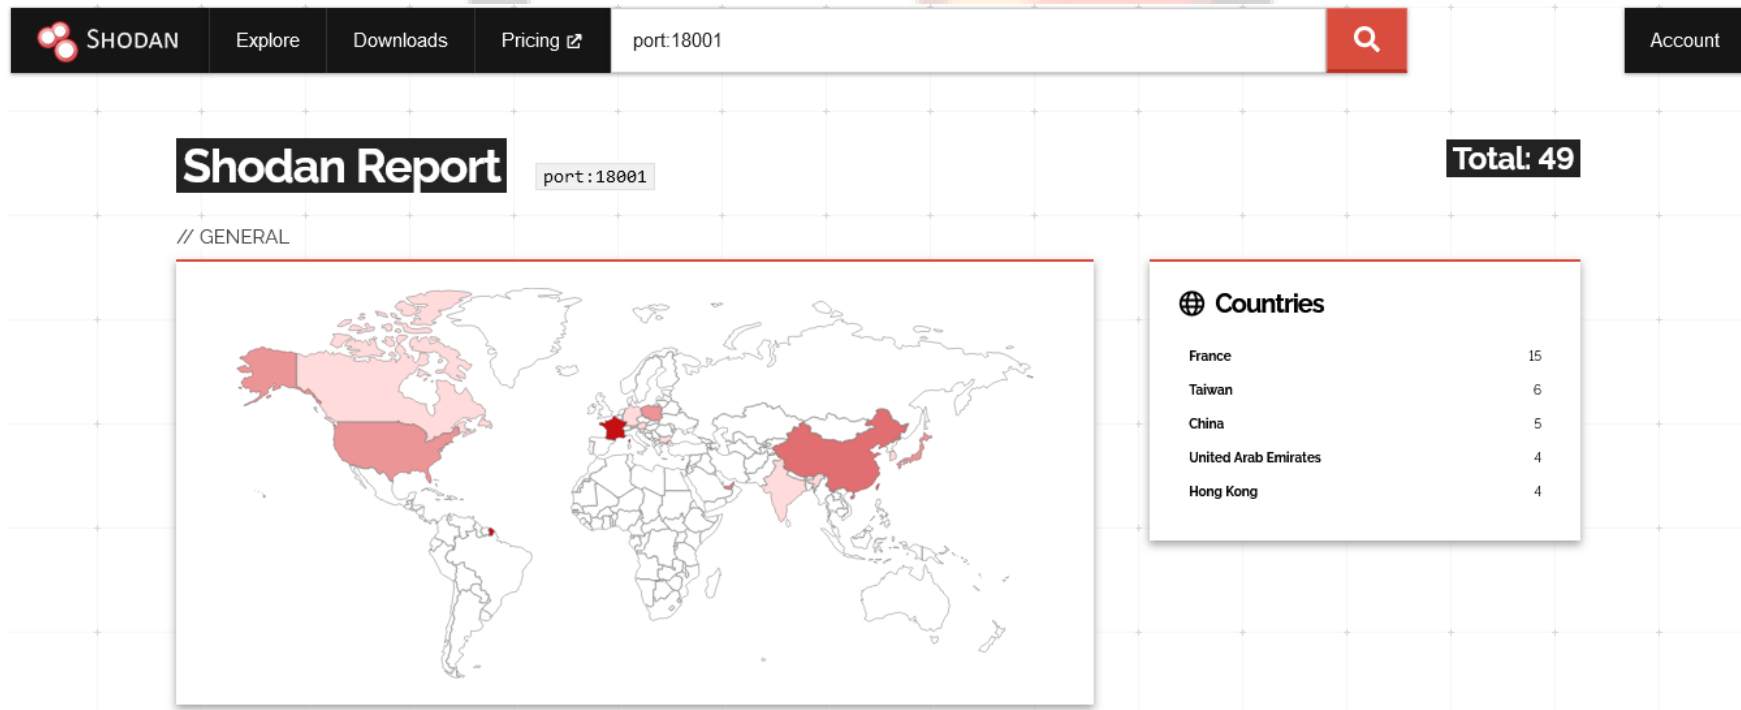 SHODAN Explore Downloads Pricing port:18001 Account
Shodan Report port:18001 Total: 49
// GENERAL
Countries
France 15
Taiwan 6
China 5
United Arab Emirates 4
Hong Kong 4